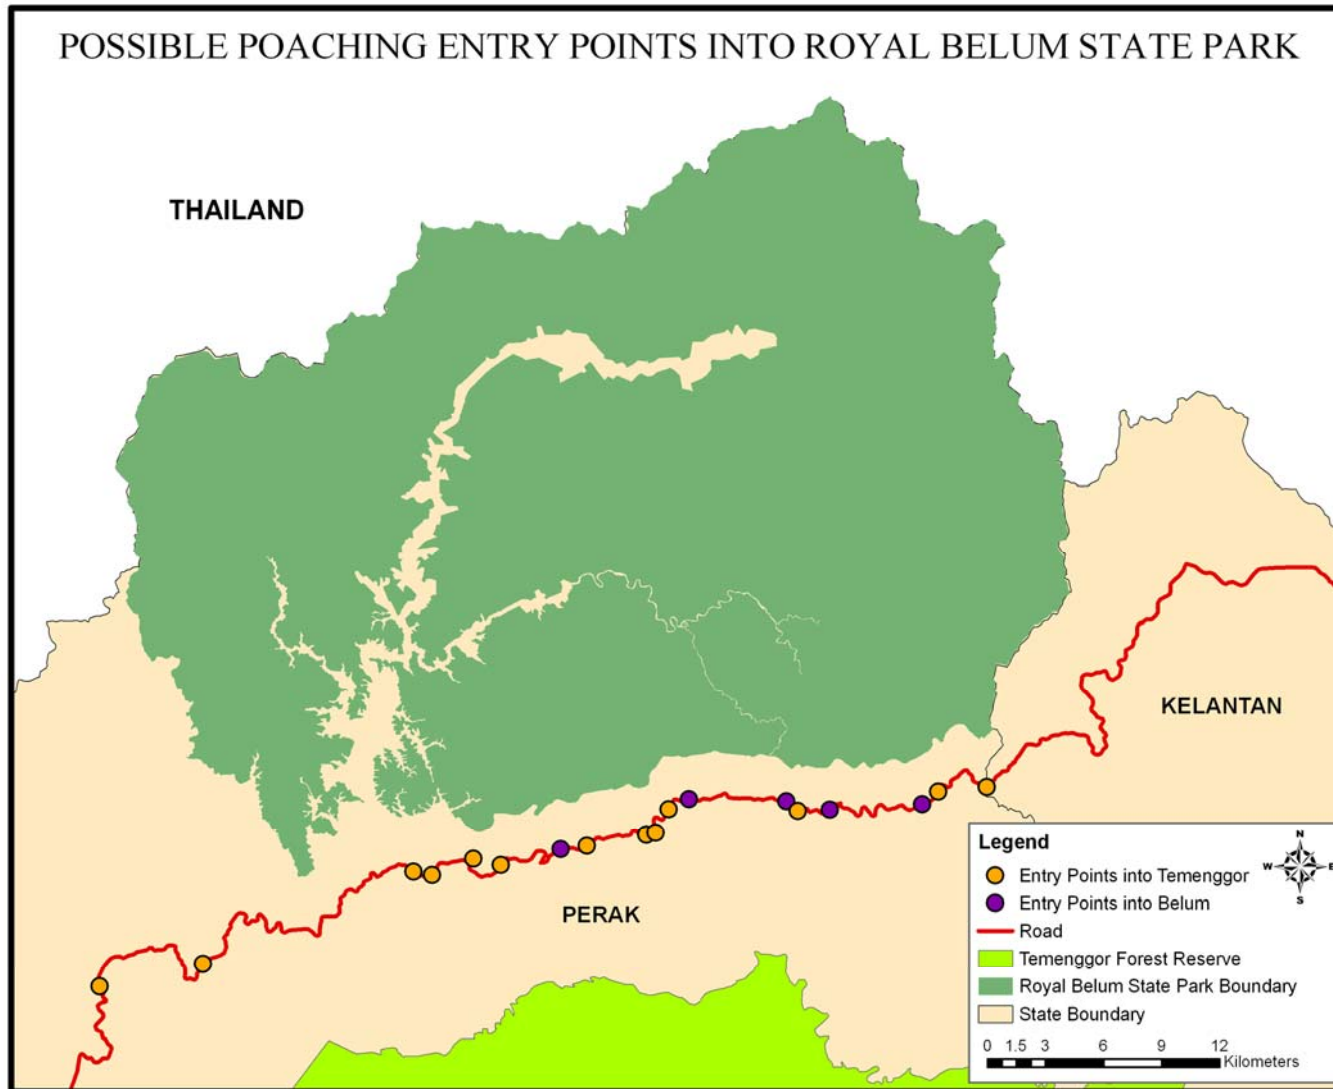 POSSIBLE POACHING ENTRY POINTS INTO ROYAL BELUM STATE PARK
THAILAND
KELANTAN
PERAK
Legend
Entry Points into Temenggor
Entry Points into Belum
Road
Temenggor Forest Reserve
Royal Belum State Park Boundary
State Boundary
N
W E
S
0 1.5 3 6 9 12
Kilometers